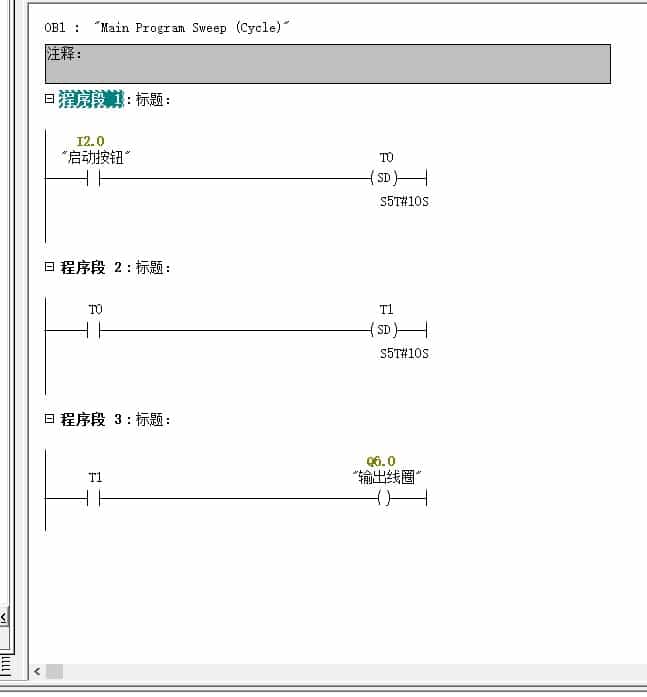 OB1 :  "Main Program Sweep (Cycle)"
注释:
程序段 1:标题:
I2.0
"启动按钮"
T0
(SD)
S5T#10S
程序段 2:标题:
T0
T1
(SD)
S5T#10S
程序段 3:标题:
Q6.0
T1
"输出线圈"
( )